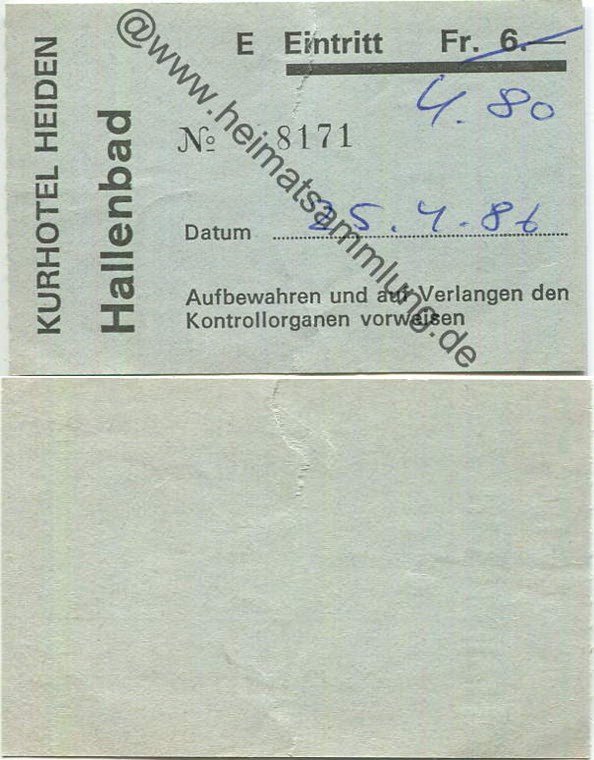 KURHOTEL HEIDEN
Hallenbad
E Eintritt Fr. 6.—
4.80
№ 8171
Datum 25.4.86
Aufbewahren und auf Verlangen den
Kontrollorganen vorweisen
@www.heimatsammlung.de